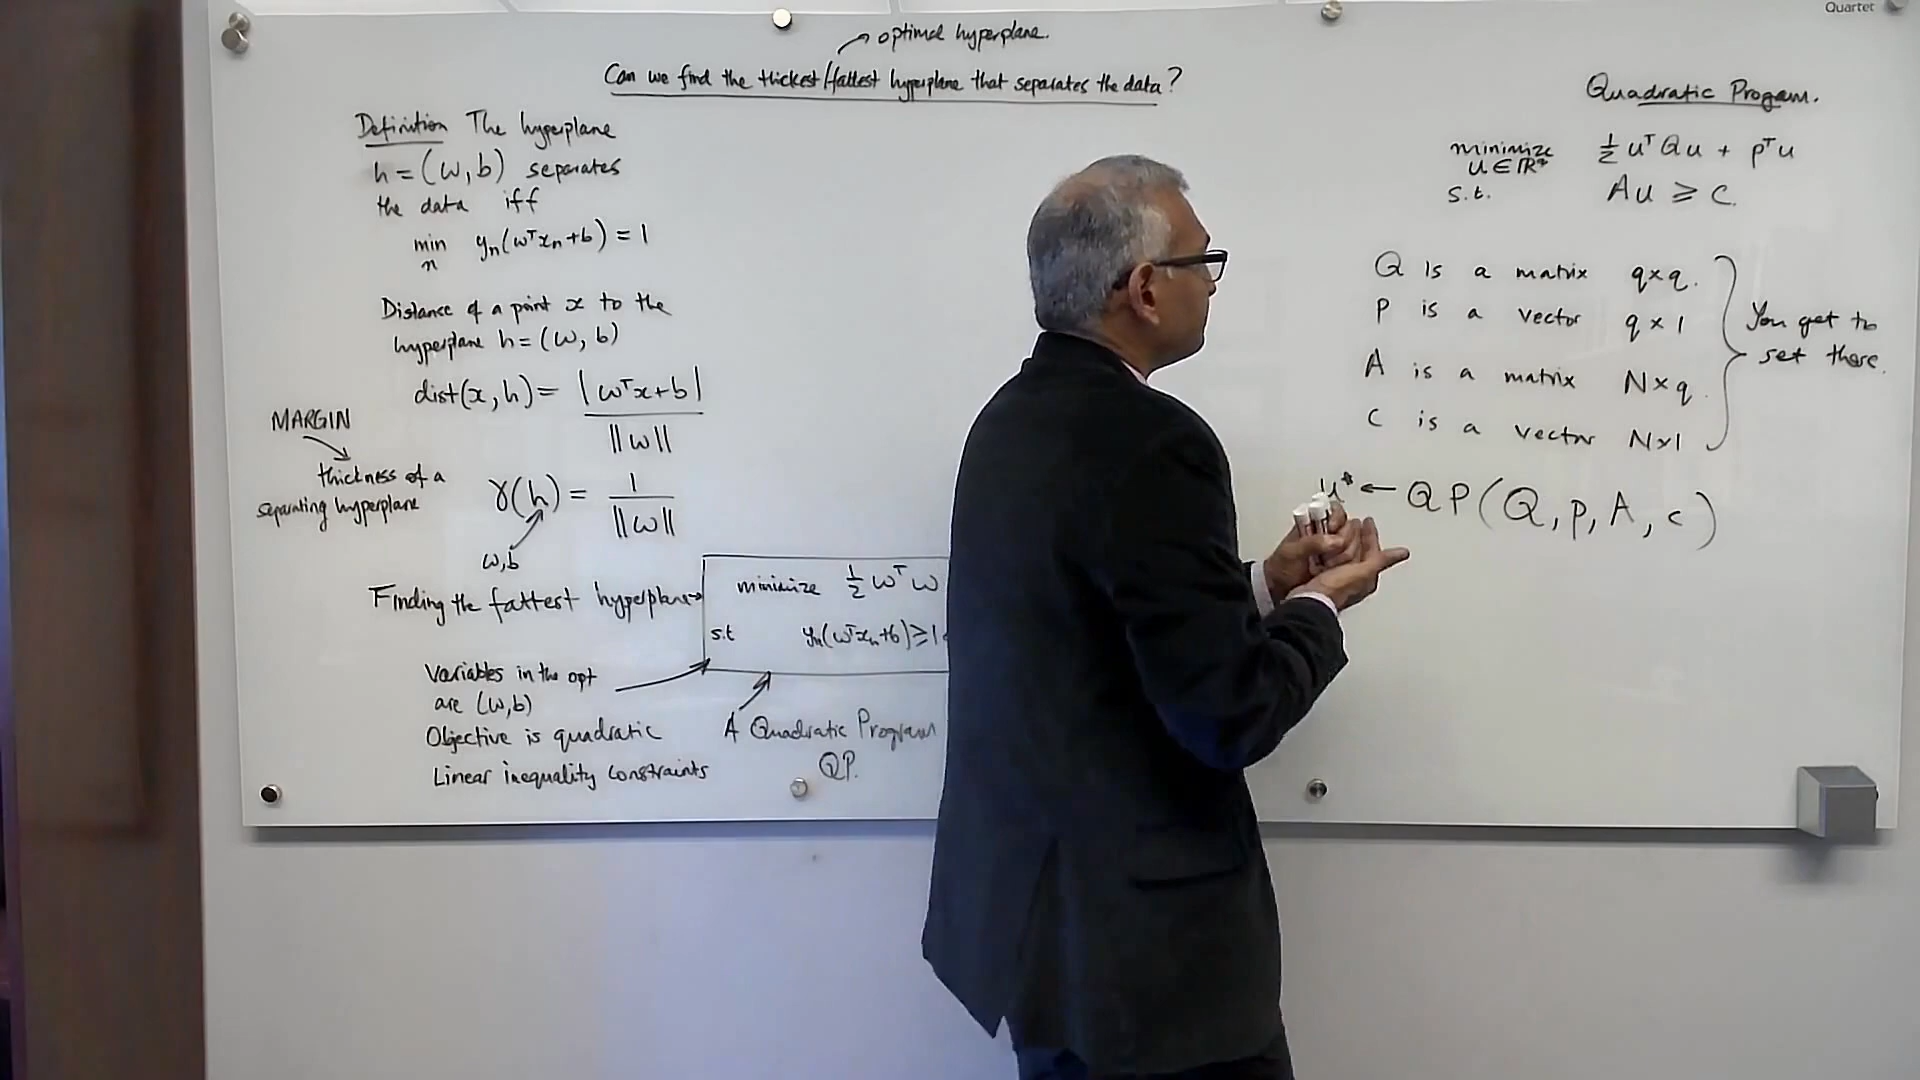 Quartet
optimal hyperplane.
Can we find the thickest/fattest hyperplane that separates the data?
Definition The hyperplane
h = (w, b) separates
the data iff
min yₙ(wᵀxₙ+b) = 1
n
Distance of a point x to the
hyperplane h = (w, b)
dist(x, h) = |wᵀx+b|
||w||
MARGIN
thickness of a
separating hyperplane
γ(h) = 1
||w||
w,b
Finding the fattest hyperplane→
minimize ½ wᵀw
s.t yₙ(wᵀxₙ+b) ≥ 1
Variables in the opt
are (w,b)
Objective is quadratic
Linear inequality constraints
A Quadratic Program
QP.
Quadratic Progam.
minimize ½ uᵀQu + pᵀu
u ∈ ℝ^q
s.t. Au ≥ c.
Q is a matrix q×q.
P is a vector q×1
A is a matrix N×q.
c is a vector N×1
You get to
set these.
u* ← QP(Q, p, A, c)